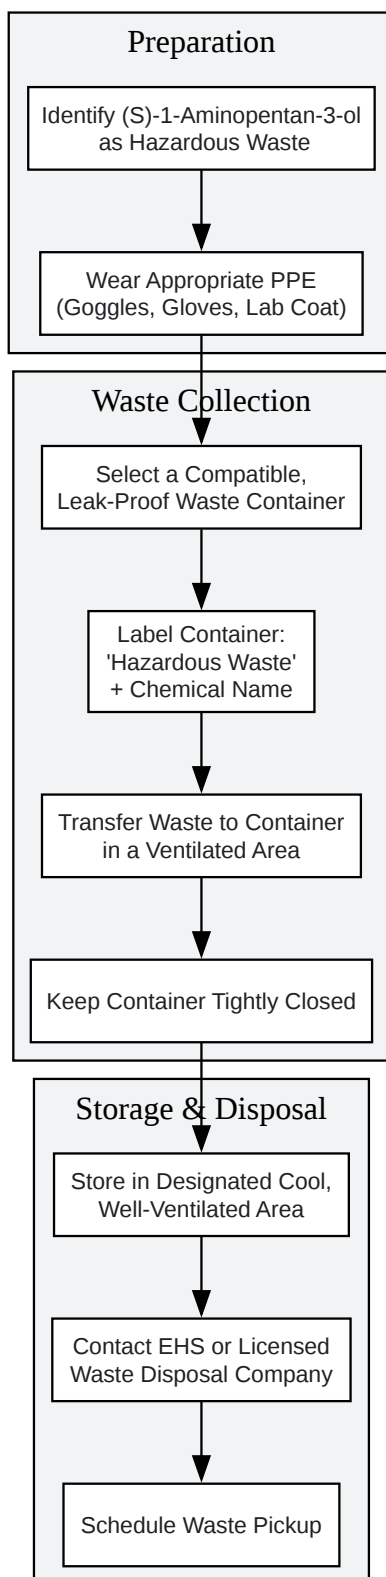 Preparation
Identify (S)-1-Aminopentan-3-ol
as Hazardous Waste
Wear Appropriate PPE
(Goggles, Gloves, Lab Coat)
Waste Collection
Select a Compatible,
Leak-Proof Waste Container
Label Container:
'Hazardous Waste'
+ Chemical Name
Transfer Waste to Container
in a Ventilated Area
Keep Container Tightly Closed
Storage & Disposal
Store in Designated Cool,
Well-Ventilated Area
Contact EHS or Licensed
Waste Disposal Company
Schedule Waste Pickup